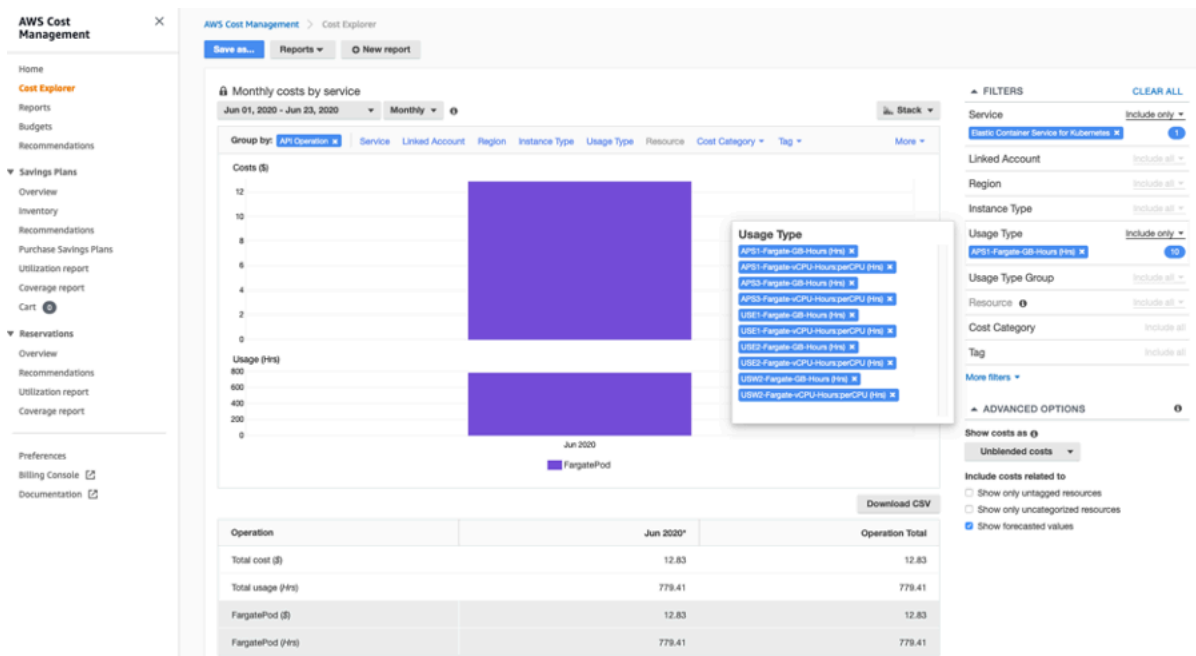 AWS Cost Management
Home
Cost Explorer
Reports
Budgets
Recommendations
Savings Plans
Overview
Inventory
Recommendations
Purchase Savings Plans
Utilization report
Coverage report
Cart 0
Reservations
Overview
Recommendations
Utilization report
Coverage report
Preferences
Billing Console
Documentation
AWS Cost Management > Cost Explorer
Save as... Reports New report
Monthly costs by service
Jun 01, 2020 - Jun 23, 2020 Monthly Stack
Group by: API Operation × Service Linked Account Region Instance Type Usage Type Resource Cost Category Tag More
Costs ($)
12
10
8
6
4
2
0
Usage (Hrs)
800
600
400
200
0
Jun 2020
FargatePod
Usage Type
APS1-Fargate-GB-Hours (Hrs) ×
APS1-Fargate-vCPU-Hours:perCPU (Hrs) ×
APS3-Fargate-GB-Hours (Hrs) ×
APS3-Fargate-vCPU-Hours:perCPU (Hrs) ×
USE1-Fargate-GB-Hours (Hrs) ×
USE1-Fargate-vCPU-Hours:perCPU (Hrs) ×
USE2-Fargate-GB-Hours (Hrs) ×
USE2-Fargate-vCPU-Hours:perCPU (Hrs) ×
USW2-Fargate-GB-Hours (Hrs) ×
USW2-Fargate-vCPU-Hours:perCPU (Hrs) ×
Download CSV
Operation Jun 2020* Operation Total
Total cost ($) 12.83 12.83
Total usage (Hrs) 779.41 779.41
FargatePod ($) 12.83 12.83
FargatePod (Hrs) 779.41 779.41
FILTERS CLEAR ALL
Service Include only
Elastic Container Service for Kubernetes × 1
Linked Account Include all
Region Include all
Instance Type Include all
Usage Type Include only
APS1-Fargate-GB-Hours (Hrs) × 10
Usage Type Group Include all
Resource Include all
Cost Category Include all
Tag Include all
More filters
ADVANCED OPTIONS
Show costs as
Unblended costs
Include costs related to
Show only untagged resources
Show only uncategorized resources
Show forecasted values